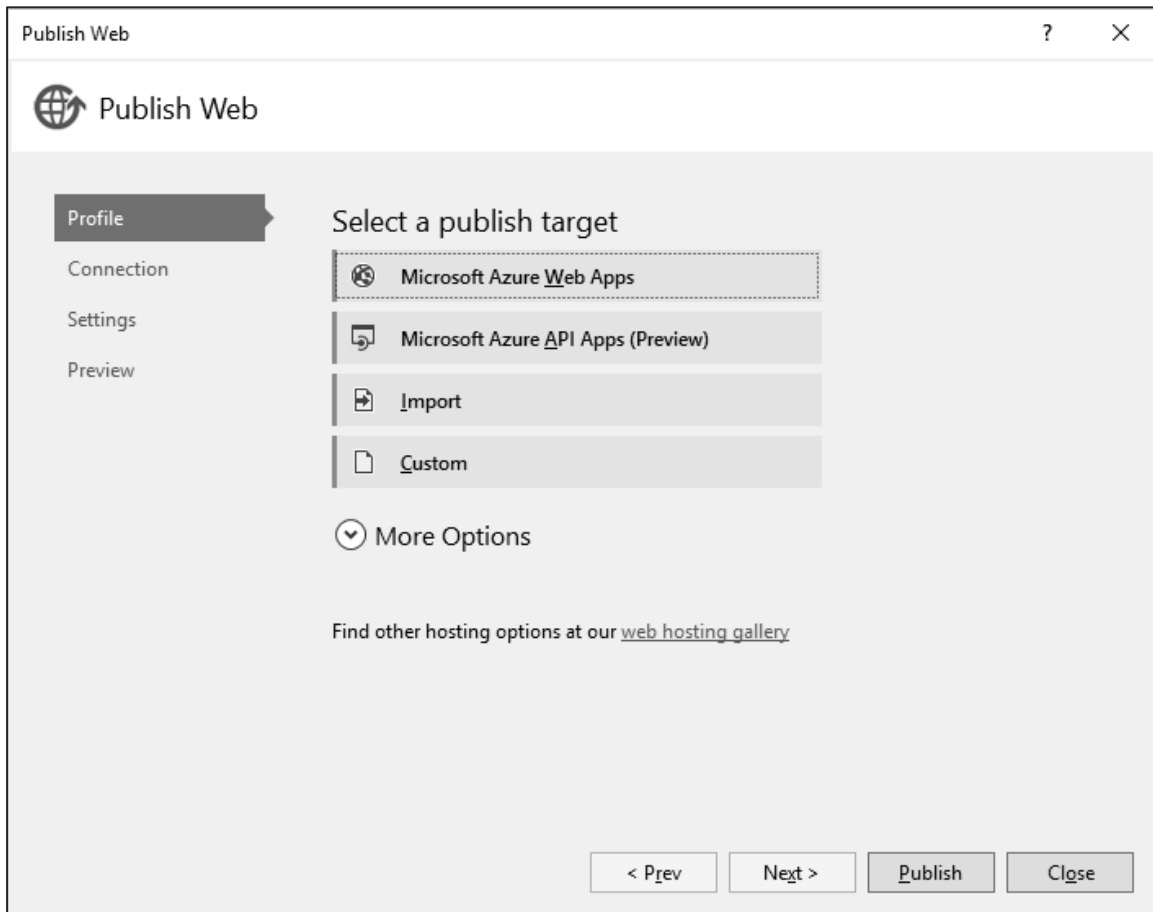 Publish Web
?
Publish Web
Profile
Connection
Settings
Preview
Select a publish target
Microsoft Azure Web Apps
Microsoft Azure API Apps (Preview)
Import
Custom
More Options
Find other hosting options at our web hosting gallery
< Prev
Next >
Publish
Close